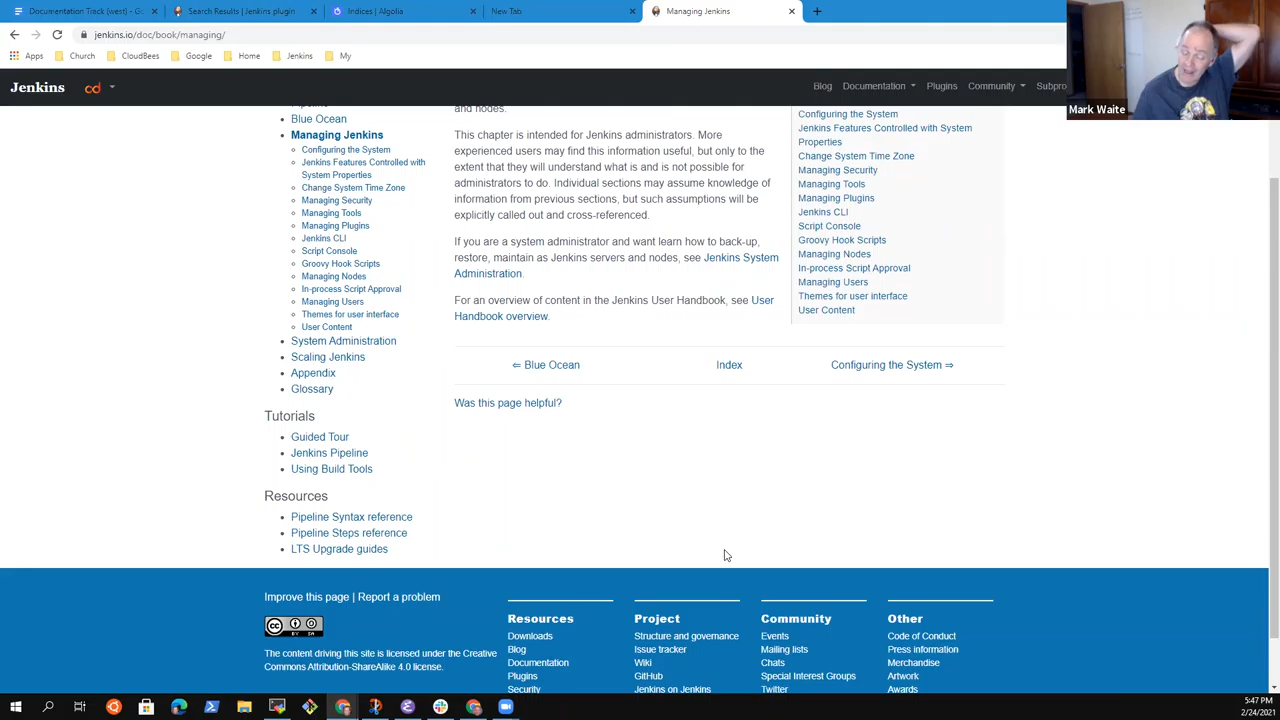 Documentation Track (west) - G
Search Results | Jenkins plugin
Indices | Algolia
New Tab
Managing Jenkins
jenkins.io/doc/book/managing/
Apps
Church
CloudBees
Google
Home
Jenkins
My
Mark Waite
Jenkins
cd
Blog
Documentation
Plugins
Community
Subpro
Blue Ocean
Managing Jenkins
Configuring the System
Jenkins Features Controlled with
System Properties
Change System Time Zone
Managing Security
Managing Tools
Managing Plugins
Jenkins CLI
Script Console
Groovy Hook Scripts
Managing Nodes
In-process Script Approval
Managing Users
Themes for user interface
User Content
System Administration
Scaling Jenkins
Appendix
Glossary
Tutorials
Guided Tour
Jenkins Pipeline
Using Build Tools
Resources
Pipeline Syntax reference
Pipeline Steps reference
LTS Upgrade guides
and nodes.
This chapter is intended for Jenkins administrators. More
experienced users may find this information useful, but only to the
extent that they will understand what is and is not possible for
administrators to do. Individual sections may assume knowledge of
information from previous sections, but such assumptions will be
explicitly called out and cross-referenced.
If you are a system administrator and want learn how to back-up,
restore, maintain as Jenkins servers and nodes, see Jenkins System
Administration.
For an overview of content in the Jenkins User Handbook, see User
Handbook overview.
Configuring the System
Jenkins Features Controlled with System
Properties
Change System Time Zone
Managing Security
Managing Tools
Managing Plugins
Jenkins CLI
Script Console
Groovy Hook Scripts
Managing Nodes
In-process Script Approval
Managing Users
Themes for user interface
User Content
⇐ Blue Ocean
Index
Configuring the System ⇒
Was this page helpful?
Improve this page | Report a problem
CC BY SA
The content driving this site is licensed under the Creative
Commons Attribution-ShareAlike 4.0 license.
Resources
Downloads
Blog
Documentation
Plugins
Security
Project
Structure and governance
Issue tracker
Wiki
GitHub
Jenkins on Jenkins
Community
Events
Mailing lists
Chats
Special Interest Groups
Twitter
Other
Code of Conduct
Press information
Merchandise
Artwork
Awards
5:47 PM
2/24/2021